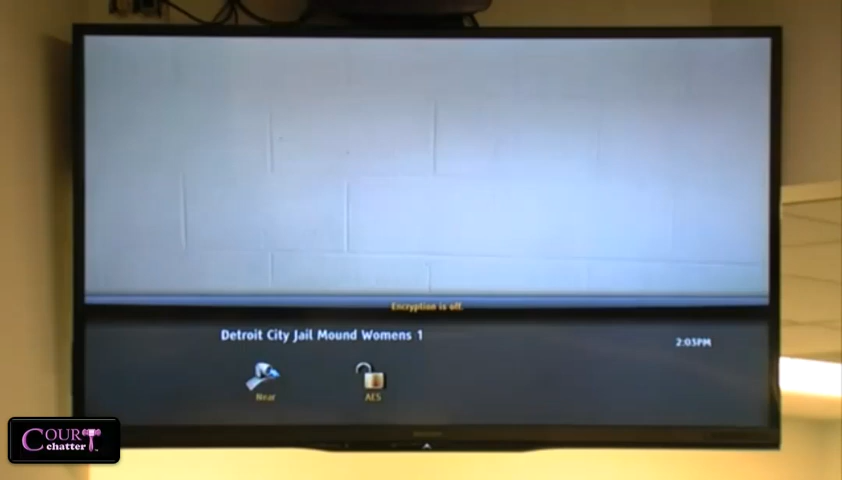 Encryption is off.
Detroit City Jail Mound Womens 1
2:03PM
Near
AES
COURT
chatter